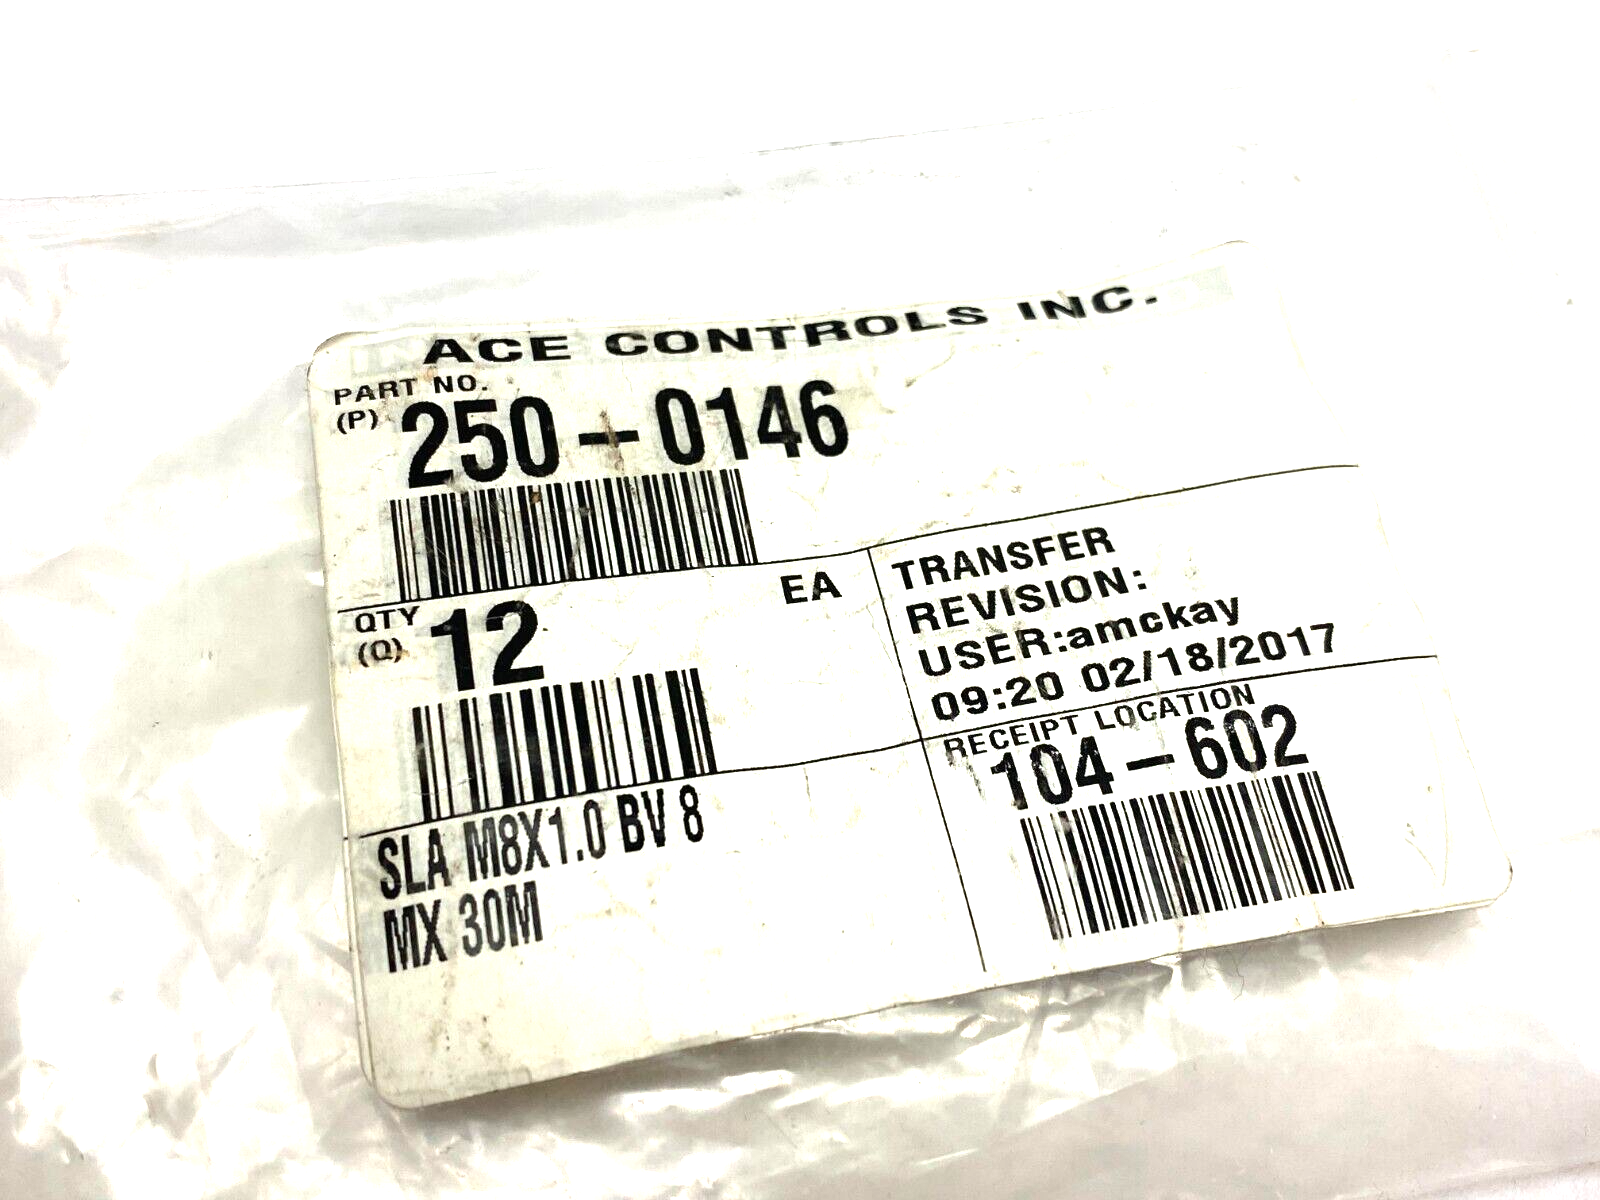 ACE CONTROLS INC.
PART NO.
(P) 250-0146
QTY
(Q) 12
EA
TRANSFER
REVISION:
USER:amckay
09:20 02/18/2017
RECEIPT LOCATION
104-602
SLA M8X1.0 BV 8
MX 30M